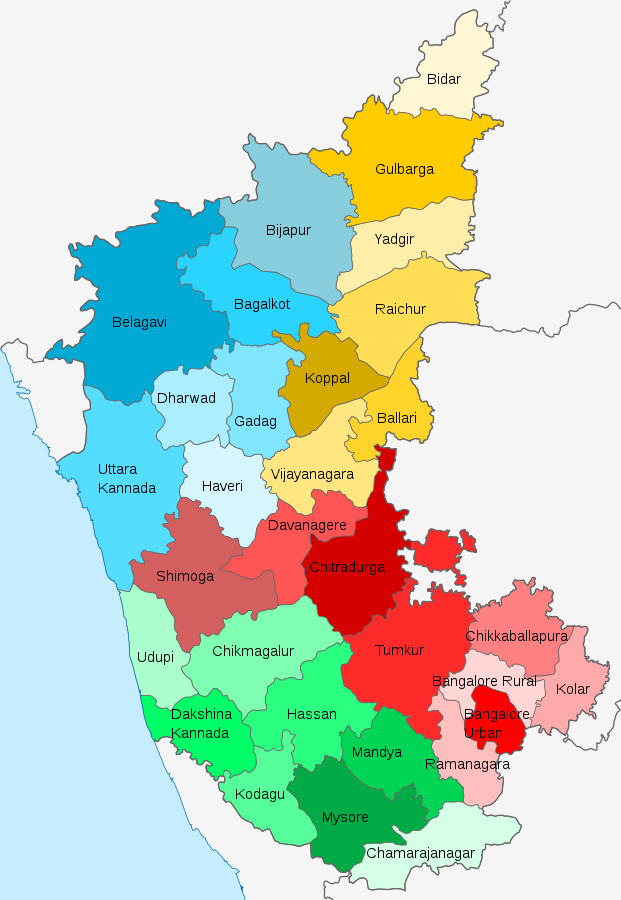 Bidar
Gulbarga
Bijapur
Yadgir
Bagalkot
Raichur
Belagavi
Koppal
Dharwad
Gadag
Ballari
Uttara
Kannada
Haveri
Vijayanagara
Davanagere
Chitradurga
Shimoga
Chikkaballapura
Udupi
Chikmagalur
Tumkur
Bangalore Rural
Kolar
Dakshina
Kannada
Hassan
Bangalore
Urban
Mandya
Ramanagara
Kodagu
Mysore
Chamarajanagar